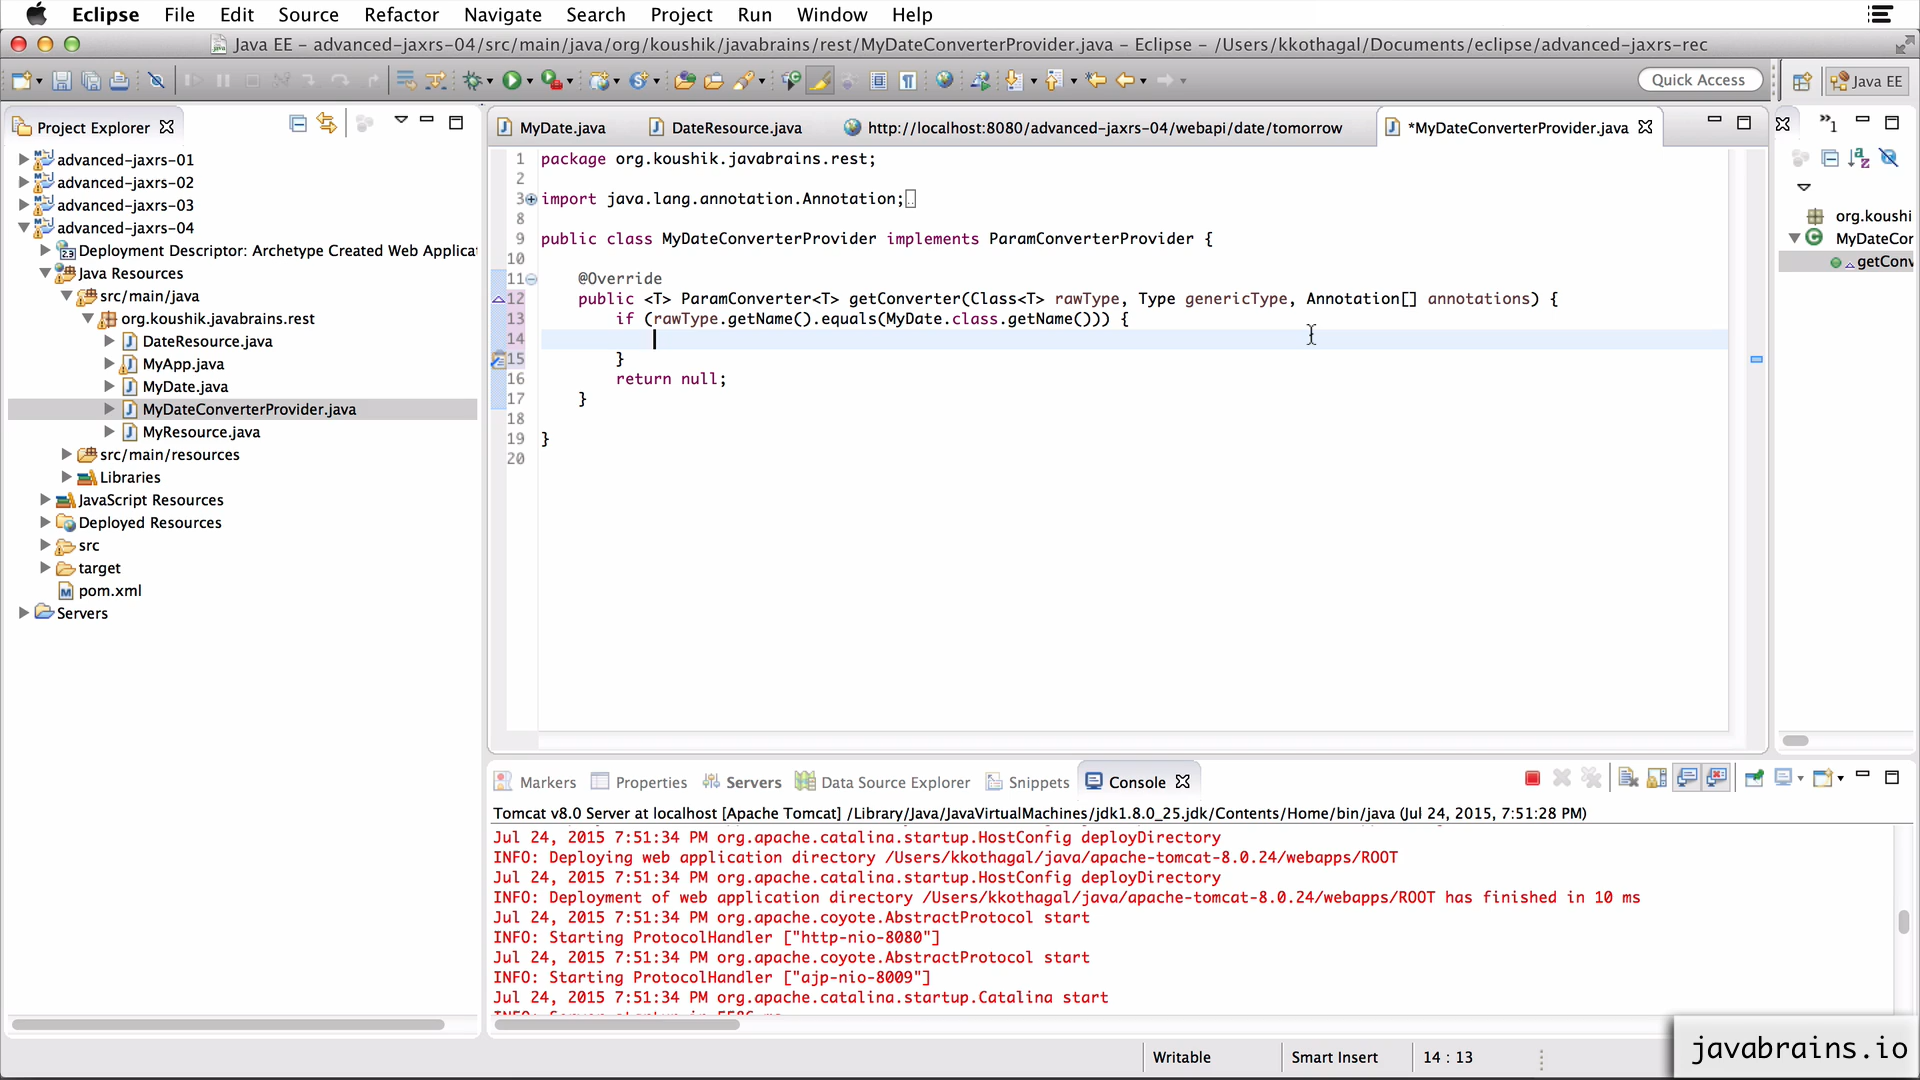 Eclipse File Edit Source Refactor Navigate Search Project Run Window Help
Java EE – advanced-jaxrs-04/src/main/java/org/koushik/javabrains/rest/MyDateConverterProvider.java – Eclipse – /Users/kkothagal/Documents/eclipse/advanced-jaxrs-rec
Quick Access
Java EE
Project Explorer
advanced-jaxrs-01
advanced-jaxrs-02
advanced-jaxrs-03
advanced-jaxrs-04
Deployment Descriptor: Archetype Created Web Applica
Java Resources
src/main/java
org.koushik.javabrains.rest
DateResource.java
MyApp.java
MyDate.java
MyDateConverterProvider.java
MyResource.java
src/main/resources
Libraries
JavaScript Resources
Deployed Resources
src
target
pom.xml
Servers
MyDate.java DateResource.java http://localhost:8080/advanced-jaxrs-04/webapi/date/tomorrow *MyDateConverterProvider.java
1 package org.koushik.javabrains.rest;
2
3 import java.lang.annotation.Annotation;
8
9 public class MyDateConverterProvider implements ParamConverterProvider {
10
11 @Override
12 public <T> ParamConverter<T> getConverter(Class<T> rawType, Type genericType, Annotation[] annotations) {
13 if (rawType.getName().equals(MyDate.class.getName())) {
14
15 }
16 return null;
17 }
18
19 }
20
»1
org.koushi
MyDateCor
getConv
Markers Properties Servers Data Source Explorer Snippets Console
Tomcat v8.0 Server at localhost [Apache Tomcat] /Library/Java/JavaVirtualMachines/jdk1.8.0_25.jdk/Contents/Home/bin/java (Jul 24, 2015, 7:51:28 PM)
Jul 24, 2015 7:51:34 PM org.apache.catalina.startup.HostConfig deployDirectory
INFO: Deploying web application directory /Users/kkothagal/java/apache-tomcat-8.0.24/webapps/ROOT
Jul 24, 2015 7:51:34 PM org.apache.catalina.startup.HostConfig deployDirectory
INFO: Deployment of web application directory /Users/kkothagal/java/apache-tomcat-8.0.24/webapps/ROOT has finished in 10 ms
Jul 24, 2015 7:51:34 PM org.apache.coyote.AbstractProtocol start
INFO: Starting ProtocolHandler ["http-nio-8080"]
Jul 24, 2015 7:51:34 PM org.apache.coyote.AbstractProtocol start
INFO: Starting ProtocolHandler ["ajp-nio-8009"]
Jul 24, 2015 7:51:34 PM org.apache.catalina.startup.Catalina start
Writable Smart Insert 14 : 13
javabrains.io